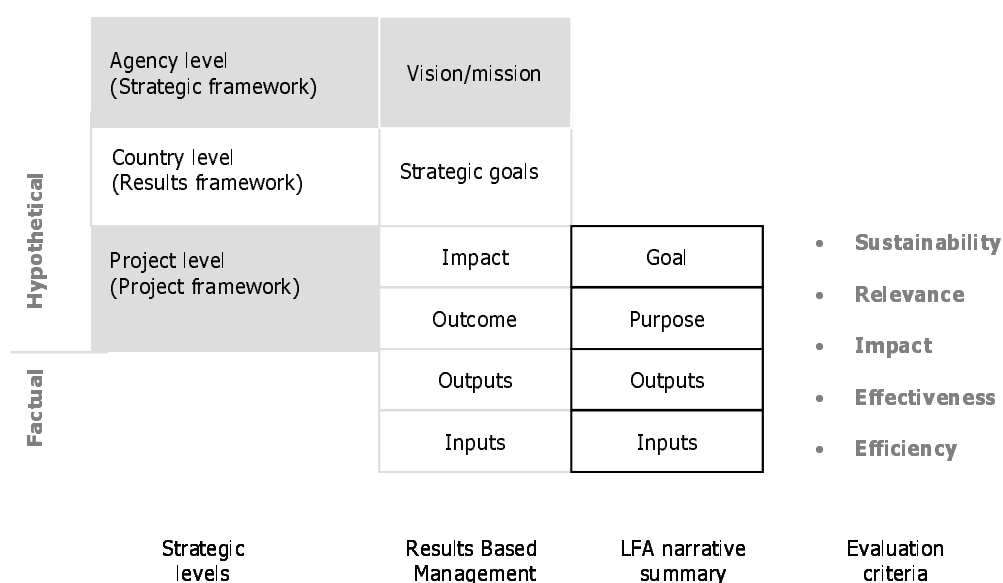 Agency level
(Strategic framework)
Vision/mission
Country level
(Results framework)
Strategic goals
Hypothetical
Project level
(Project framework)
Impact
Goal
Outcome
Purpose
Outputs
Outputs
Inputs
Inputs
Factual
• Sustainability
• Relevance
• Impact
• Effectiveness
• Efficiency
Strategic
levels
Results Based
Management
LFA narrative
summary
Evaluation
criteria